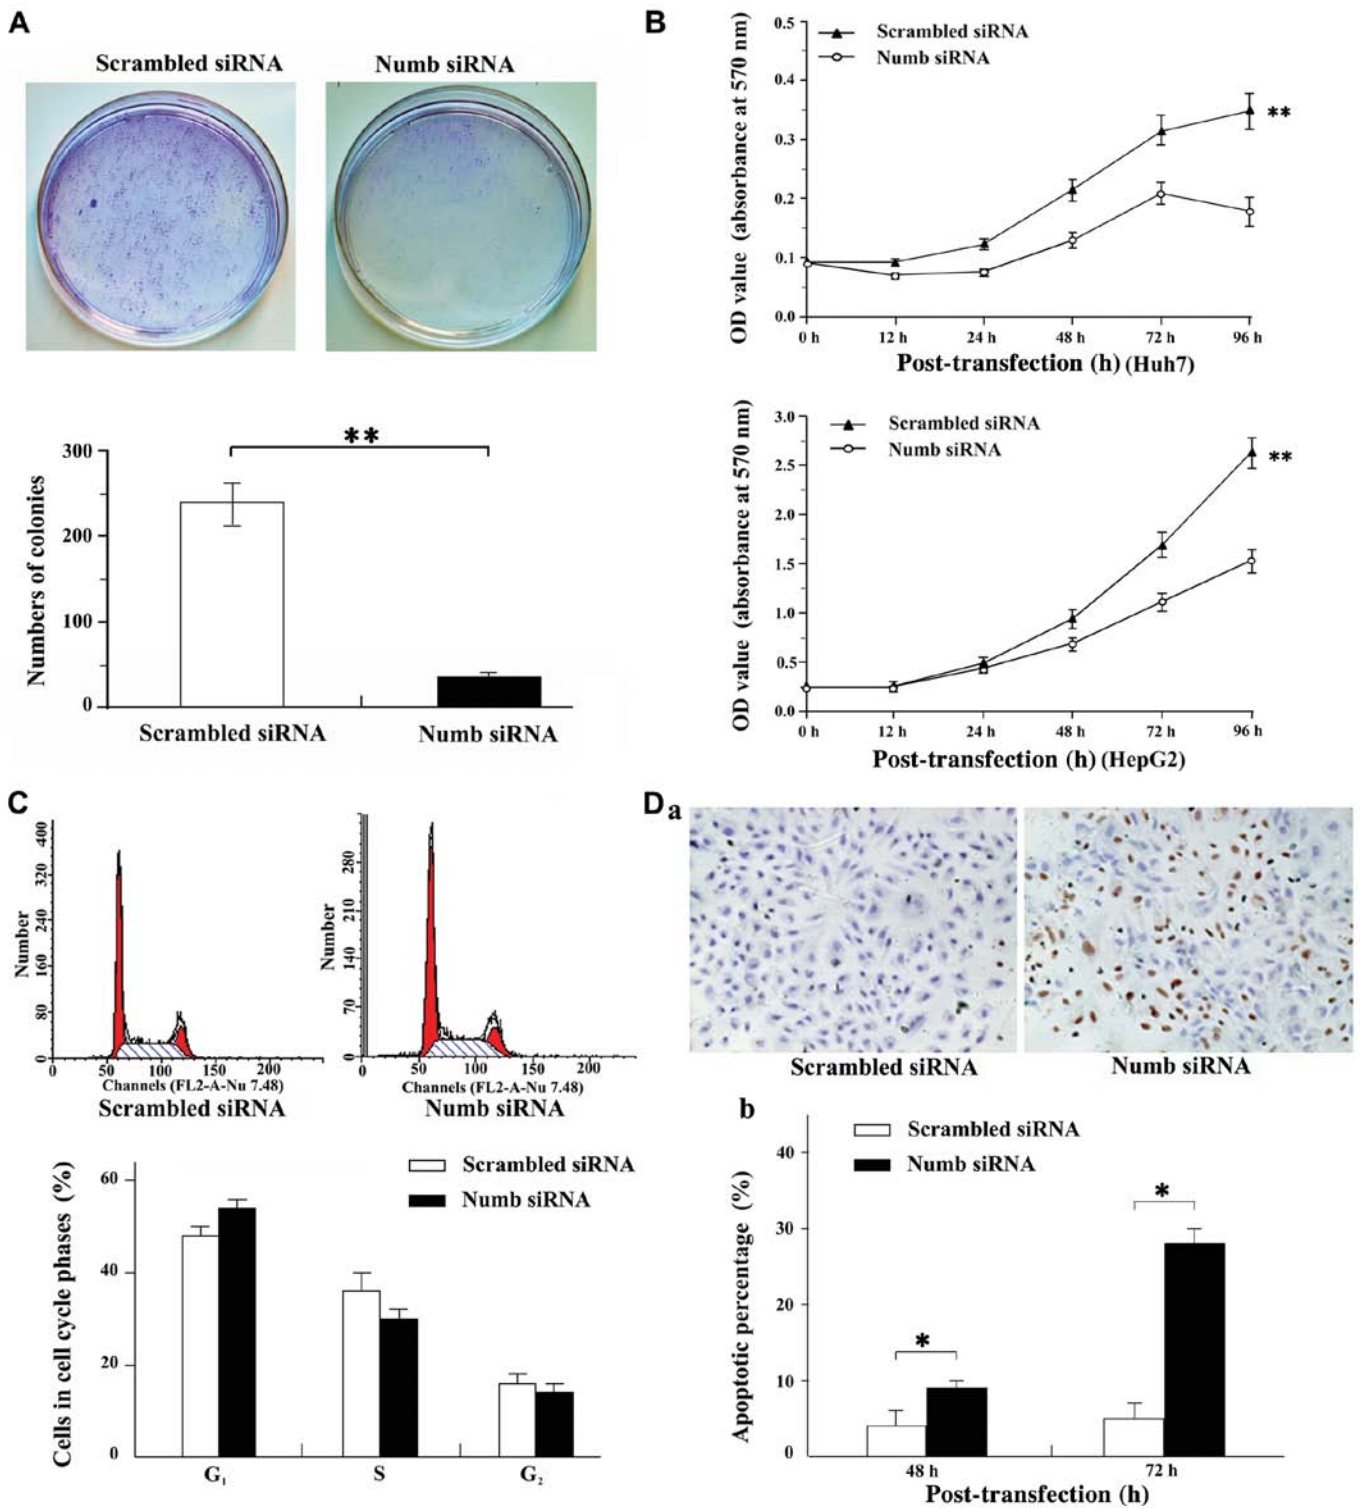 A
Scrambled siRNA
Numb siRNA
**
Numbers of colonies
300
200
100
0
Scrambled siRNA
Numb siRNA
B
Scrambled siRNA
Numb siRNA
OD value (absorbance at 570 nm)
0.5
0.4
0.3
0.2
0.1
0.0
**
0 h 12 h 24 h 48 h 72 h 96 h
Post-transfection (h) (Huh7)
Scrambled siRNA
Numb siRNA
OD value (absorbance at 570 nm)
3.0
2.5
2.0
1.5
1.0
0.5
0.0
**
0 h 12 h 24 h 48 h 72 h 96 h
Post-transfection (h) (HepG2)
C
Number
400
320
240
160
80
0
0 50 100 150 200
Channels (FL2-A-Nu 7.48)
Scrambled siRNA
Number
280
210
140
70
0
0 50 100 150 200
Channels (FL2-A-Nu 7.48)
Numb siRNA
Scrambled siRNA
Numb siRNA
Cells in cell cycle phases (%)
60
40
20
0
G₁ S G₂
D a
Scrambled siRNA
Numb siRNA
b
Scrambled siRNA
Numb siRNA
Apoptotic percentage (%)
40
30
20
10
0
*
*
48 h 72 h
Post-transfection (h)